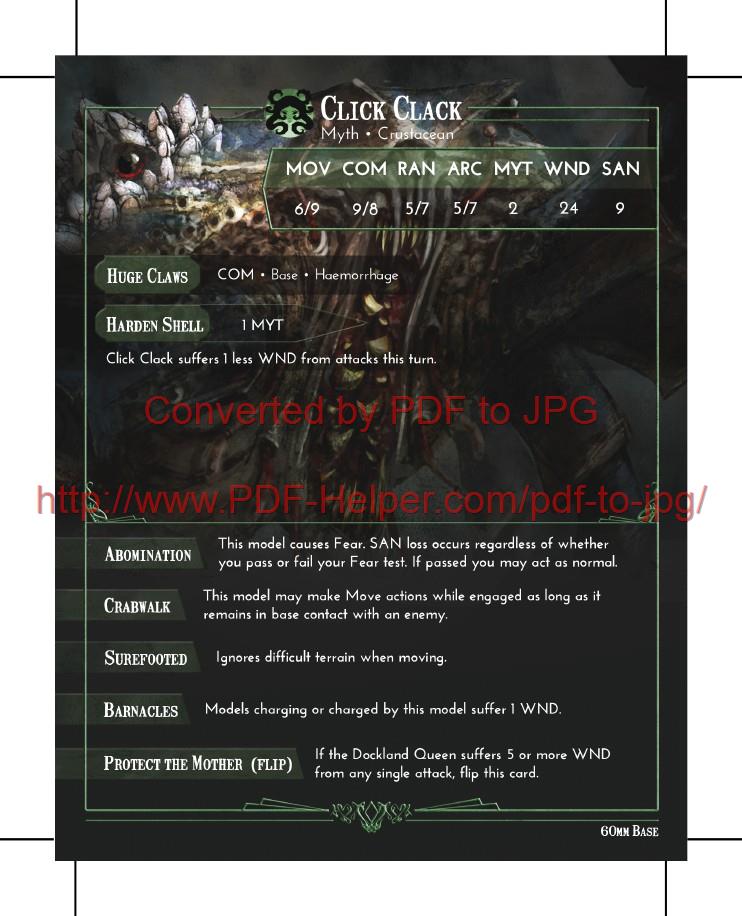 Click Clack
Myth • Crustacean
MOV COM RAN ARC MYT WND SAN
6/9 9/8 5/7 5/7 2 24 9
Huge Claws COM • Base • Haemorrhage
Harden Shell 1 MYT
Click Clack suffers 1 less WND from attacks this turn.
Converted by PDF to JPG
http://www.PDF-Helper.com/pdf-to-jpg/
Abomination This model causes Fear. SAN loss occurs regardless of whether
you pass or fail your Fear test. If passed you may act as normal.
Crabwalk This model may make Move actions while engaged as long as it
remains in base contact with an enemy.
Surefooted Ignores difficult terrain when moving.
Barnacles Models charging or charged by this model suffer 1 WND.
Protect the Mother (flip) If the Dockland Queen suffers 5 or more WND
from any single attack, flip this card.
60mm Base